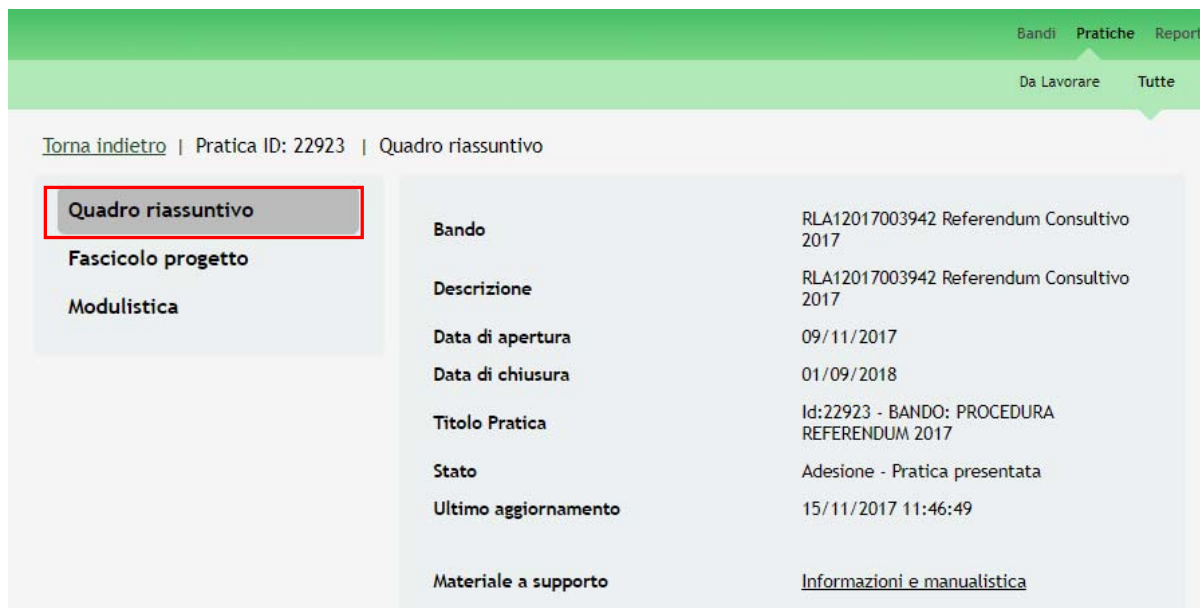 Bandi Pratiche Report
Da Lavorare Tutte
Torna indietro | Pratica ID: 22923 | Quadro riassuntivo
Quadro riassuntivo
Fascicolo progetto
Modulistica
Bando RLA12017003942 Referendum Consultivo
2017
Descrizione RLA12017003942 Referendum Consultivo
2017
Data di apertura 09/11/2017
Data di chiusura 01/09/2018
Titolo Pratica Id:22923 - BANDO: PROCEDURA
REFERENDUM 2017
Stato Adesione - Pratica presentata
Ultimo aggiornamento 15/11/2017 11:46:49
Materiale a supporto Informazioni e manualistica